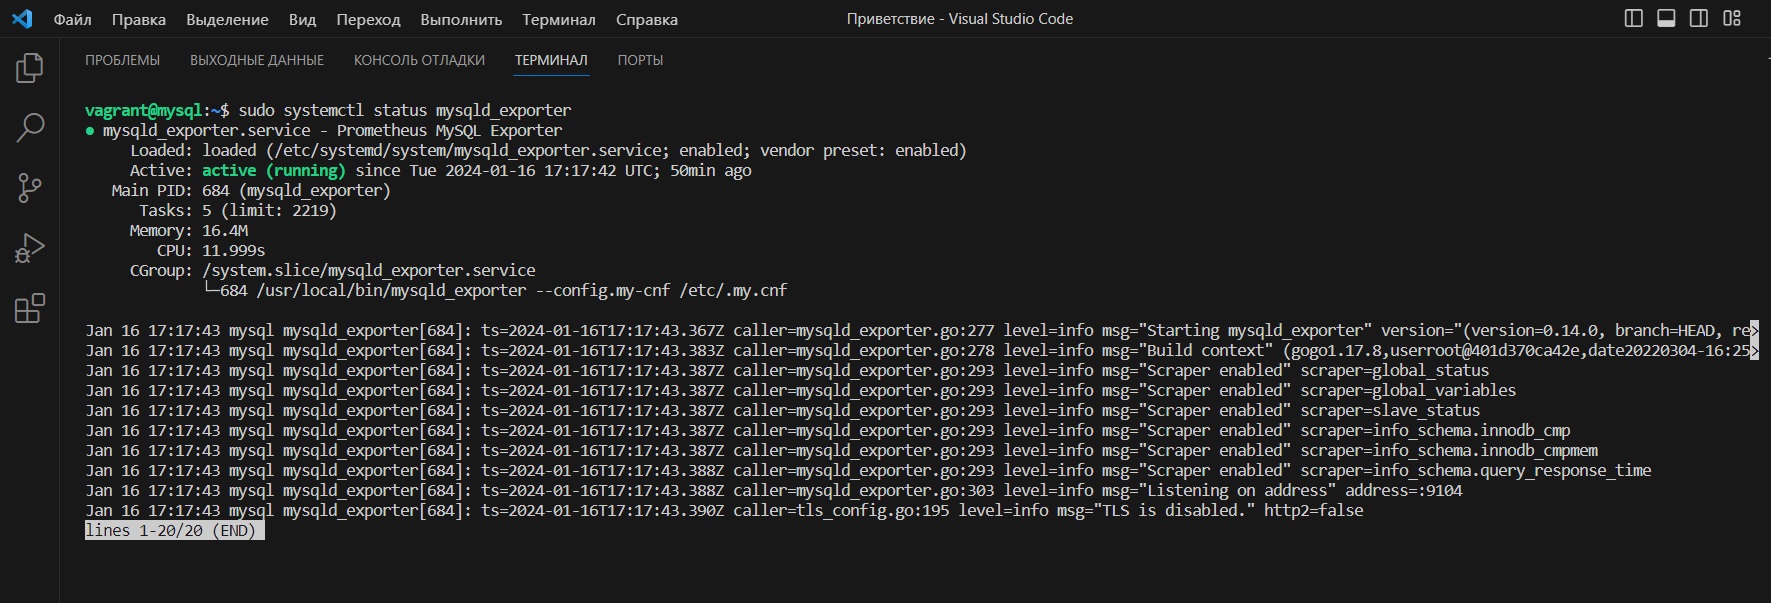 Файл Правка Выделение Вид Переход Выполнить Терминал Справка Приветствие - Visual Studio Code
ПРОБЛЕМЫ ВЫХОДНЫЕ ДАННЫЕ КОНСОЛЬ ОТЛАДКИ ТЕРМИНАЛ ПОРТЫ
vagrant@mysql:~$ sudo systemctl status mysqld_exporter
● mysqld_exporter.service - Prometheus MySQL Exporter
Loaded: loaded (/etc/systemd/system/mysqld_exporter.service; enabled; vendor preset: enabled)
Active: active (running) since Tue 2024-01-16 17:17:42 UTC; 50min ago
Main PID: 684 (mysqld_exporter)
Tasks: 5 (limit: 2219)
Memory: 16.4M
CPU: 11.999s
CGroup: /system.slice/mysqld_exporter.service
└─684 /usr/local/bin/mysqld_exporter --config.my-cnf /etc/.my.cnf
Jan 16 17:17:43 mysql mysqld_exporter[684]: ts=2024-01-16T17:17:43.367Z caller=mysqld_exporter.go:277 level=info msg="Starting mysqld_exporter" version="(version=0.14.0, branch=HEAD, re>
Jan 16 17:17:43 mysql mysqld_exporter[684]: ts=2024-01-16T17:17:43.383Z caller=mysqld_exporter.go:278 level=info msg="Build context" (gogo1.17.8,userroot@401d370ca42e,date20220304-16:25>
Jan 16 17:17:43 mysql mysqld_exporter[684]: ts=2024-01-16T17:17:43.387Z caller=mysqld_exporter.go:293 level=info msg="Scraper enabled" scraper=global_status
Jan 16 17:17:43 mysql mysqld_exporter[684]: ts=2024-01-16T17:17:43.387Z caller=mysqld_exporter.go:293 level=info msg="Scraper enabled" scraper=global_variables
Jan 16 17:17:43 mysql mysqld_exporter[684]: ts=2024-01-16T17:17:43.387Z caller=mysqld_exporter.go:293 level=info msg="Scraper enabled" scraper=slave_status
Jan 16 17:17:43 mysql mysqld_exporter[684]: ts=2024-01-16T17:17:43.387Z caller=mysqld_exporter.go:293 level=info msg="Scraper enabled" scraper=info_schema.innodb_cmp
Jan 16 17:17:43 mysql mysqld_exporter[684]: ts=2024-01-16T17:17:43.387Z caller=mysqld_exporter.go:293 level=info msg="Scraper enabled" scraper=info_schema.innodb_cmpmem
Jan 16 17:17:43 mysql mysqld_exporter[684]: ts=2024-01-16T17:17:43.388Z caller=mysqld_exporter.go:293 level=info msg="Scraper enabled" scraper=info_schema.query_response_time
Jan 16 17:17:43 mysql mysqld_exporter[684]: ts=2024-01-16T17:17:43.388Z caller=mysqld_exporter.go:303 level=info msg="Listening on address" address=:9104
Jan 16 17:17:43 mysql mysqld_exporter[684]: ts=2024-01-16T17:17:43.390Z caller=tls_config.go:195 level=info msg="TLS is disabled." http2=false
lines 1-20/20 (END)